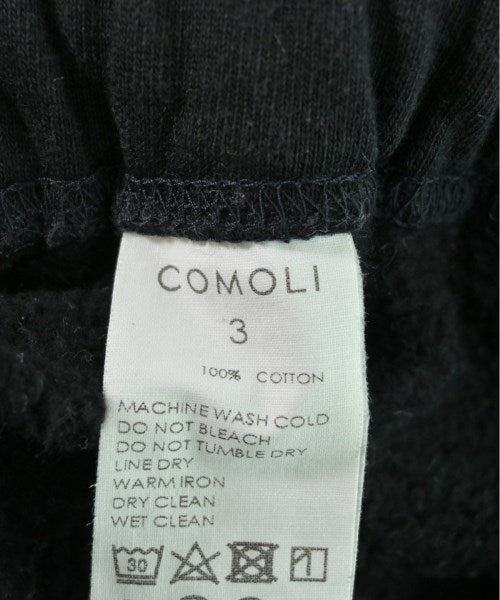 COMOLI
3
100% COTTON
MACHINE WASH COLD
DO NOT BLEACH
DO NOT TUMBLE DRY
LINE DRY
WARM IRON
DRY CLEAN
WET CLEAN
30